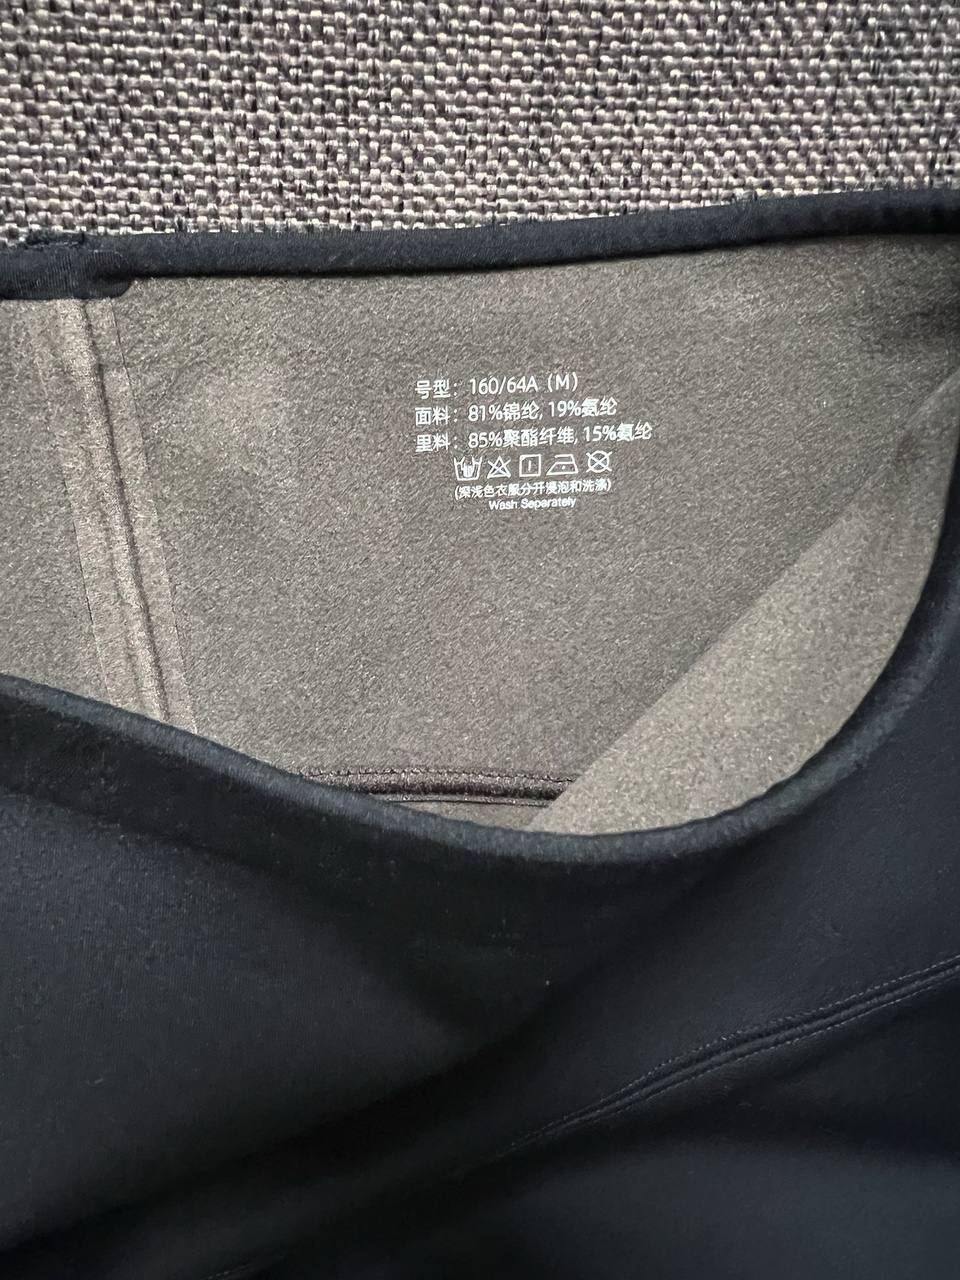 号型：160/64A（M）
面料：81%锦纶, 19%氨纶
里料：85%聚酯纤维, 15%氨纶
(深浅色衣服分开浸泡和洗涤)
Wash Separately